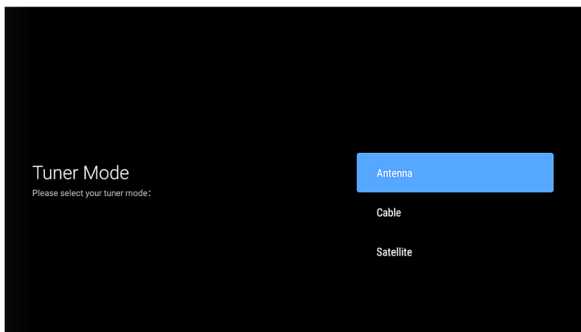 Tuner Mode
Please select your tuner mode:
Antenna
Cable
Satellite